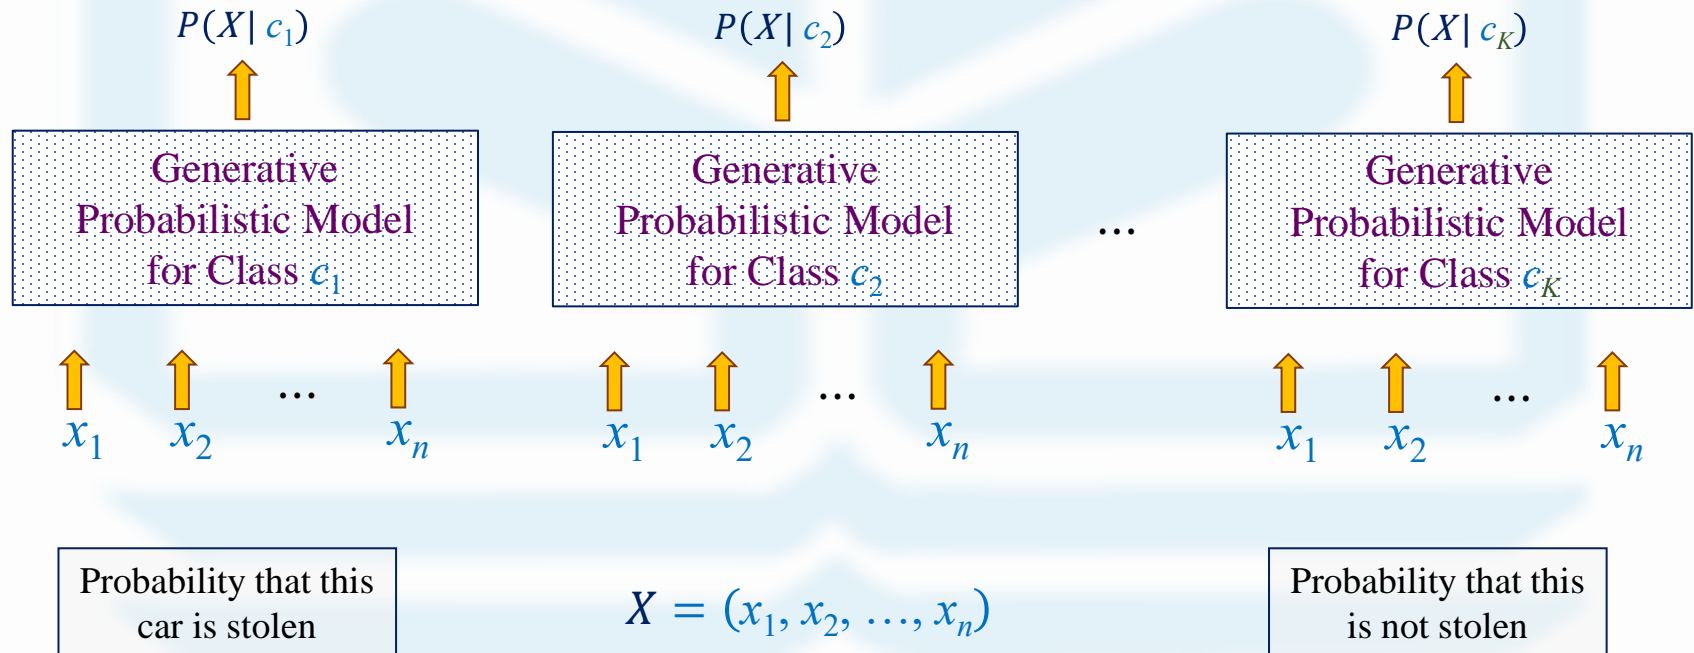 P(X| c₁)
P(X| c₂)
P(X| c_K)
Generative
Probabilistic Model
for Class c₁
Generative
Probabilistic Model
for Class c₂
...
Generative
Probabilistic Model
for Class c_K
x₁ x₂ ... xₙ
x₁ x₂ ... xₙ
x₁ x₂ ... xₙ
Probability that this
car is stolen
X = (x₁, x₂, …, xₙ)
Probability that this
is not stolen